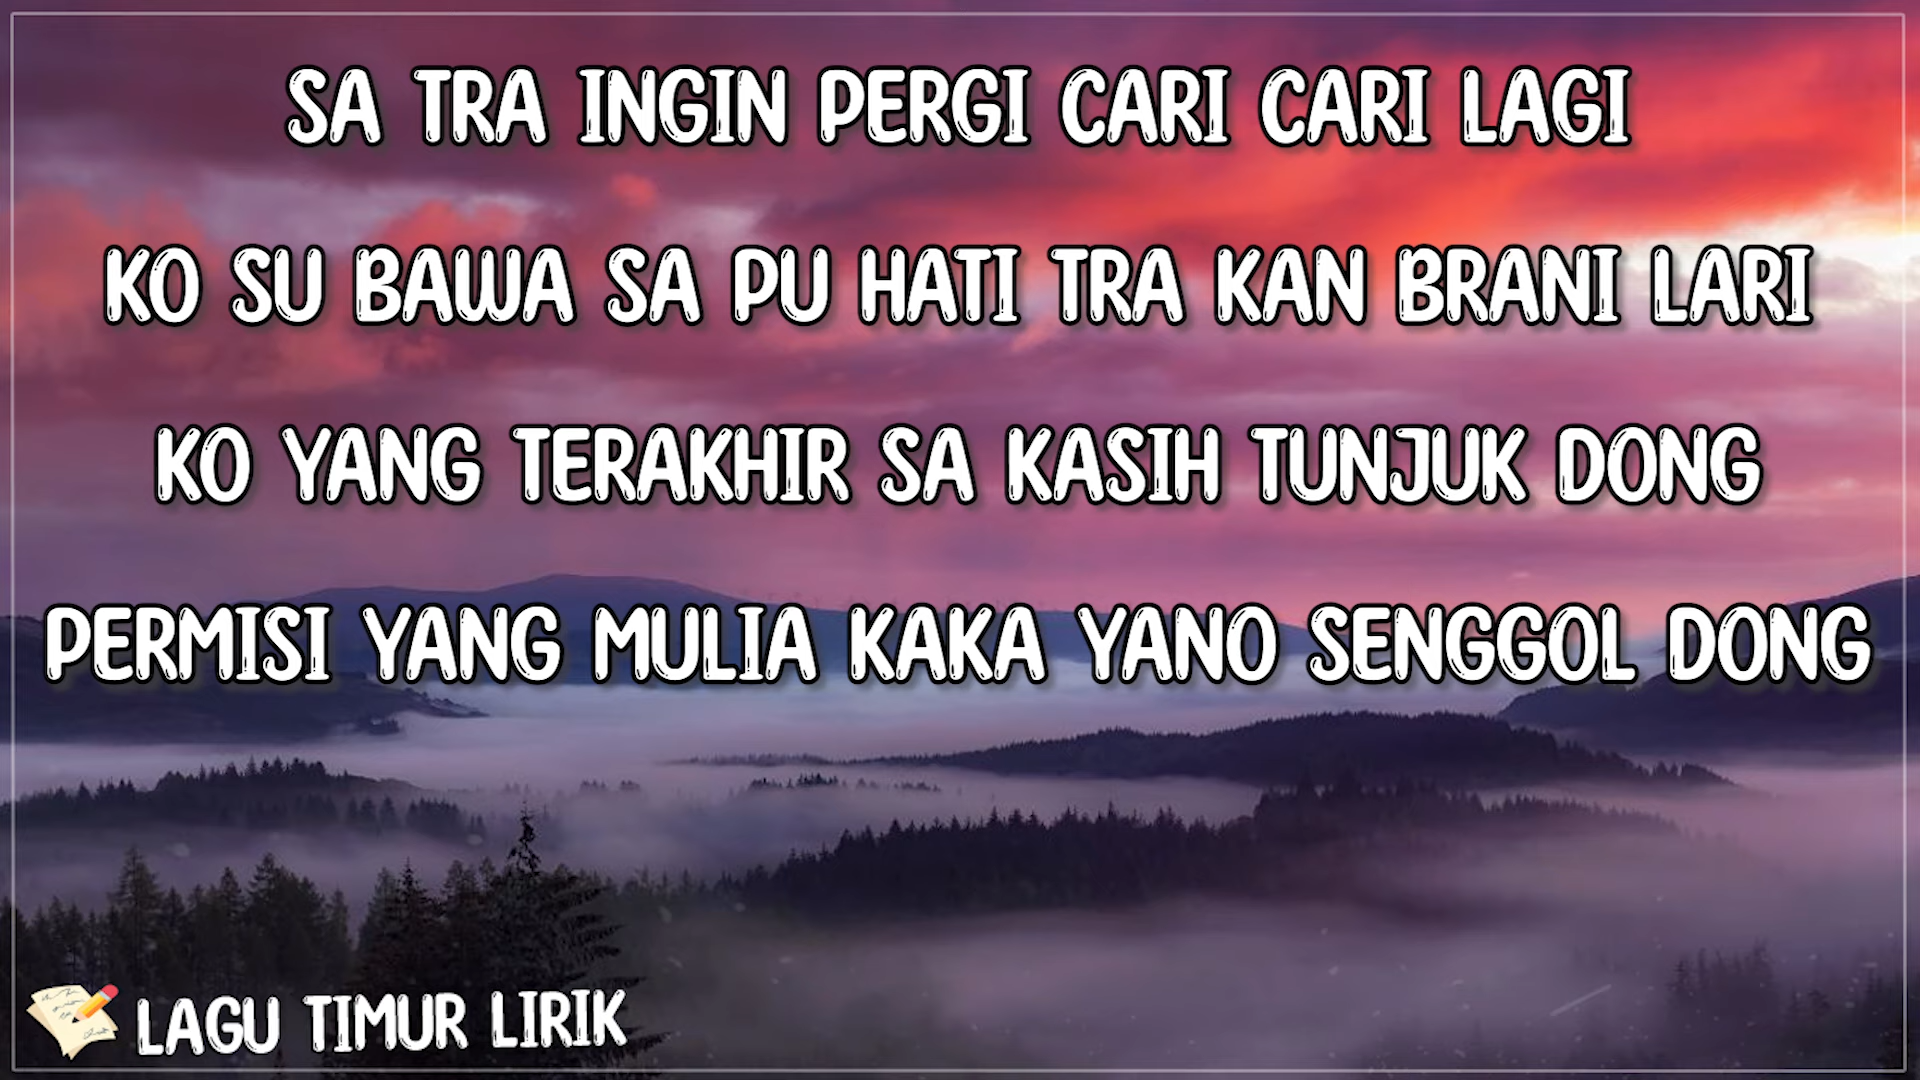 SA TRA INGIN PERGI CARI CARI LAGI
KO SU BAWA SA PU HATI TRA KAN BRANI LARI
KO YANG TERAKHIR SA KASIH TUNJUK DONG
PERMISI YANG MULIA KAKA YANO SENGGOL DONG
LAGU TIMUR LIRIK